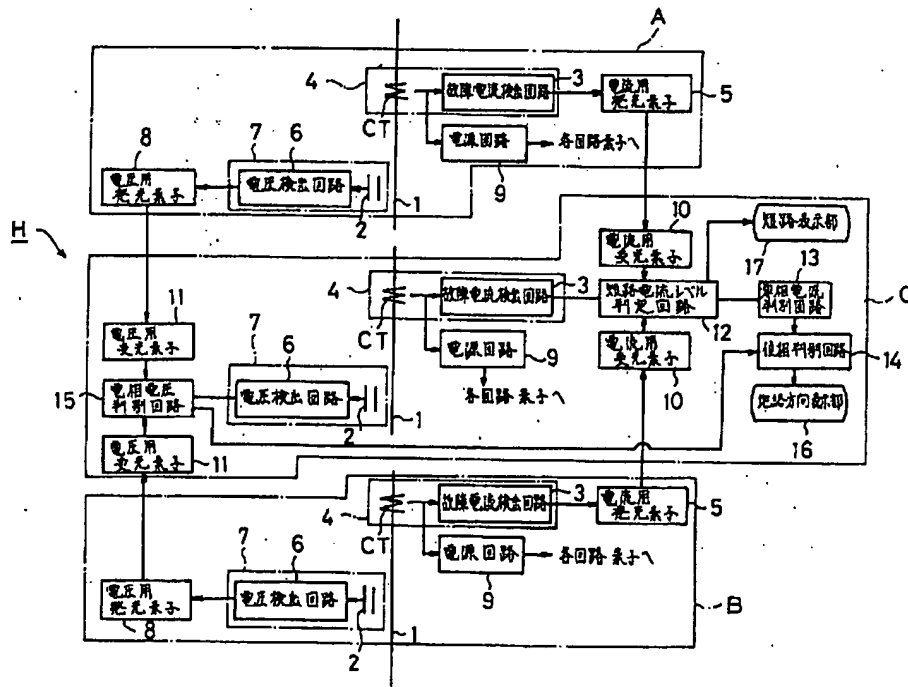 A
4
3
故障電流検出回路
電流用
発光素子
5
CT
8
7
6
電源回路
各回路素子へ
電圧用
発光素子
電圧検出回路
9
2
1
H
10
電流用
受光素子
短絡表示部
17
13
4
3
故障電流検出回路
短絡電流レベル
判定回路
単相電流
判別回路
C
CT
12
11
電圧用
受光素子
電源回路
9
電流用
受光素子
位相判別回路
14
7
6
10
各回路素子へ
15
電圧検出回路
判別回路
地絡方向表示部
2
1
16
電圧用
受光素子
11
3
4
故障電流検出回路
電流用
発光素子
5
CT
7
6
電源回路
各回路素子へ
電圧用
発光素子
電圧検出回路
9
B
8
2
1